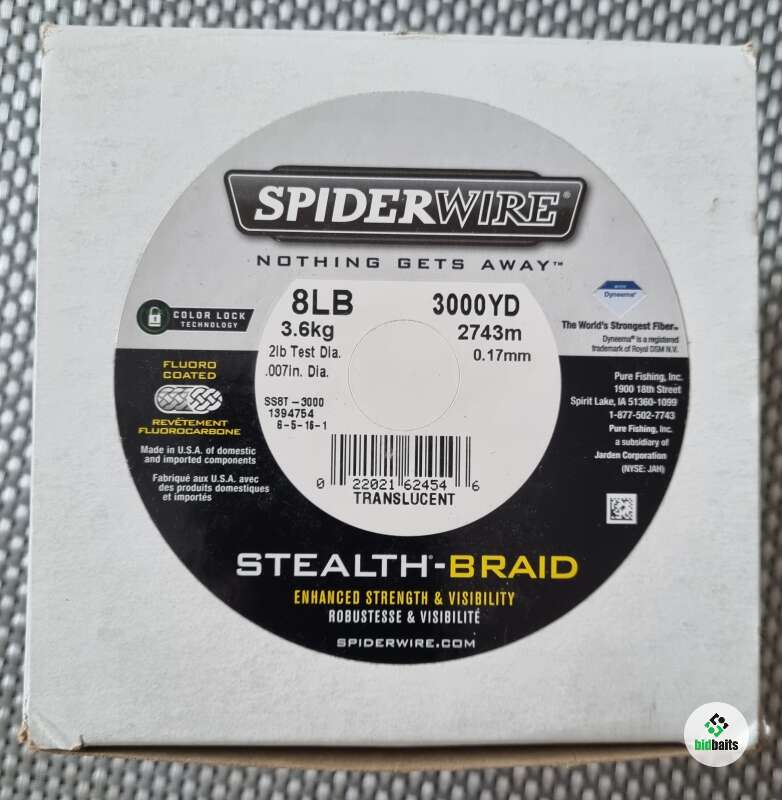 SPIDERWIRE®
NOTHING GETS AWAY™
8LB 3000YD
3.6kg 2743m
2lb Test Dia. 0.17mm
.007in. Dia.
SS8T-3000
1394754
6-5-16-1
0 22021 62454 6
TRANSLUCENT
COLOR LOCK
TECHNOLOGY
FLUORO
COATED
REVÊTEMENT
FLUOROCARBONE
Made in U.S.A. of domestic
and imported components
Fabriqué aux U.S.A. avec
des produits domestiques
et importés
Dyneema®
The World's Strongest Fiber™
Dyneema® is a registered
trademark of Royal DSM N.V.
Pure Fishing, Inc.
1900 18th Street
Spirit Lake, IA 51360-1099
1-877-502-7743
Pure Fishing, Inc.
a subsidiary of
Jarden Corporation
(NYSE: JAH)
STEALTH®-BRAID
ENHANCED STRENGTH & VISIBILITY
ROBUSTESSE & VISIBILITÉ
SPIDERWIRE.COM
bidbaits